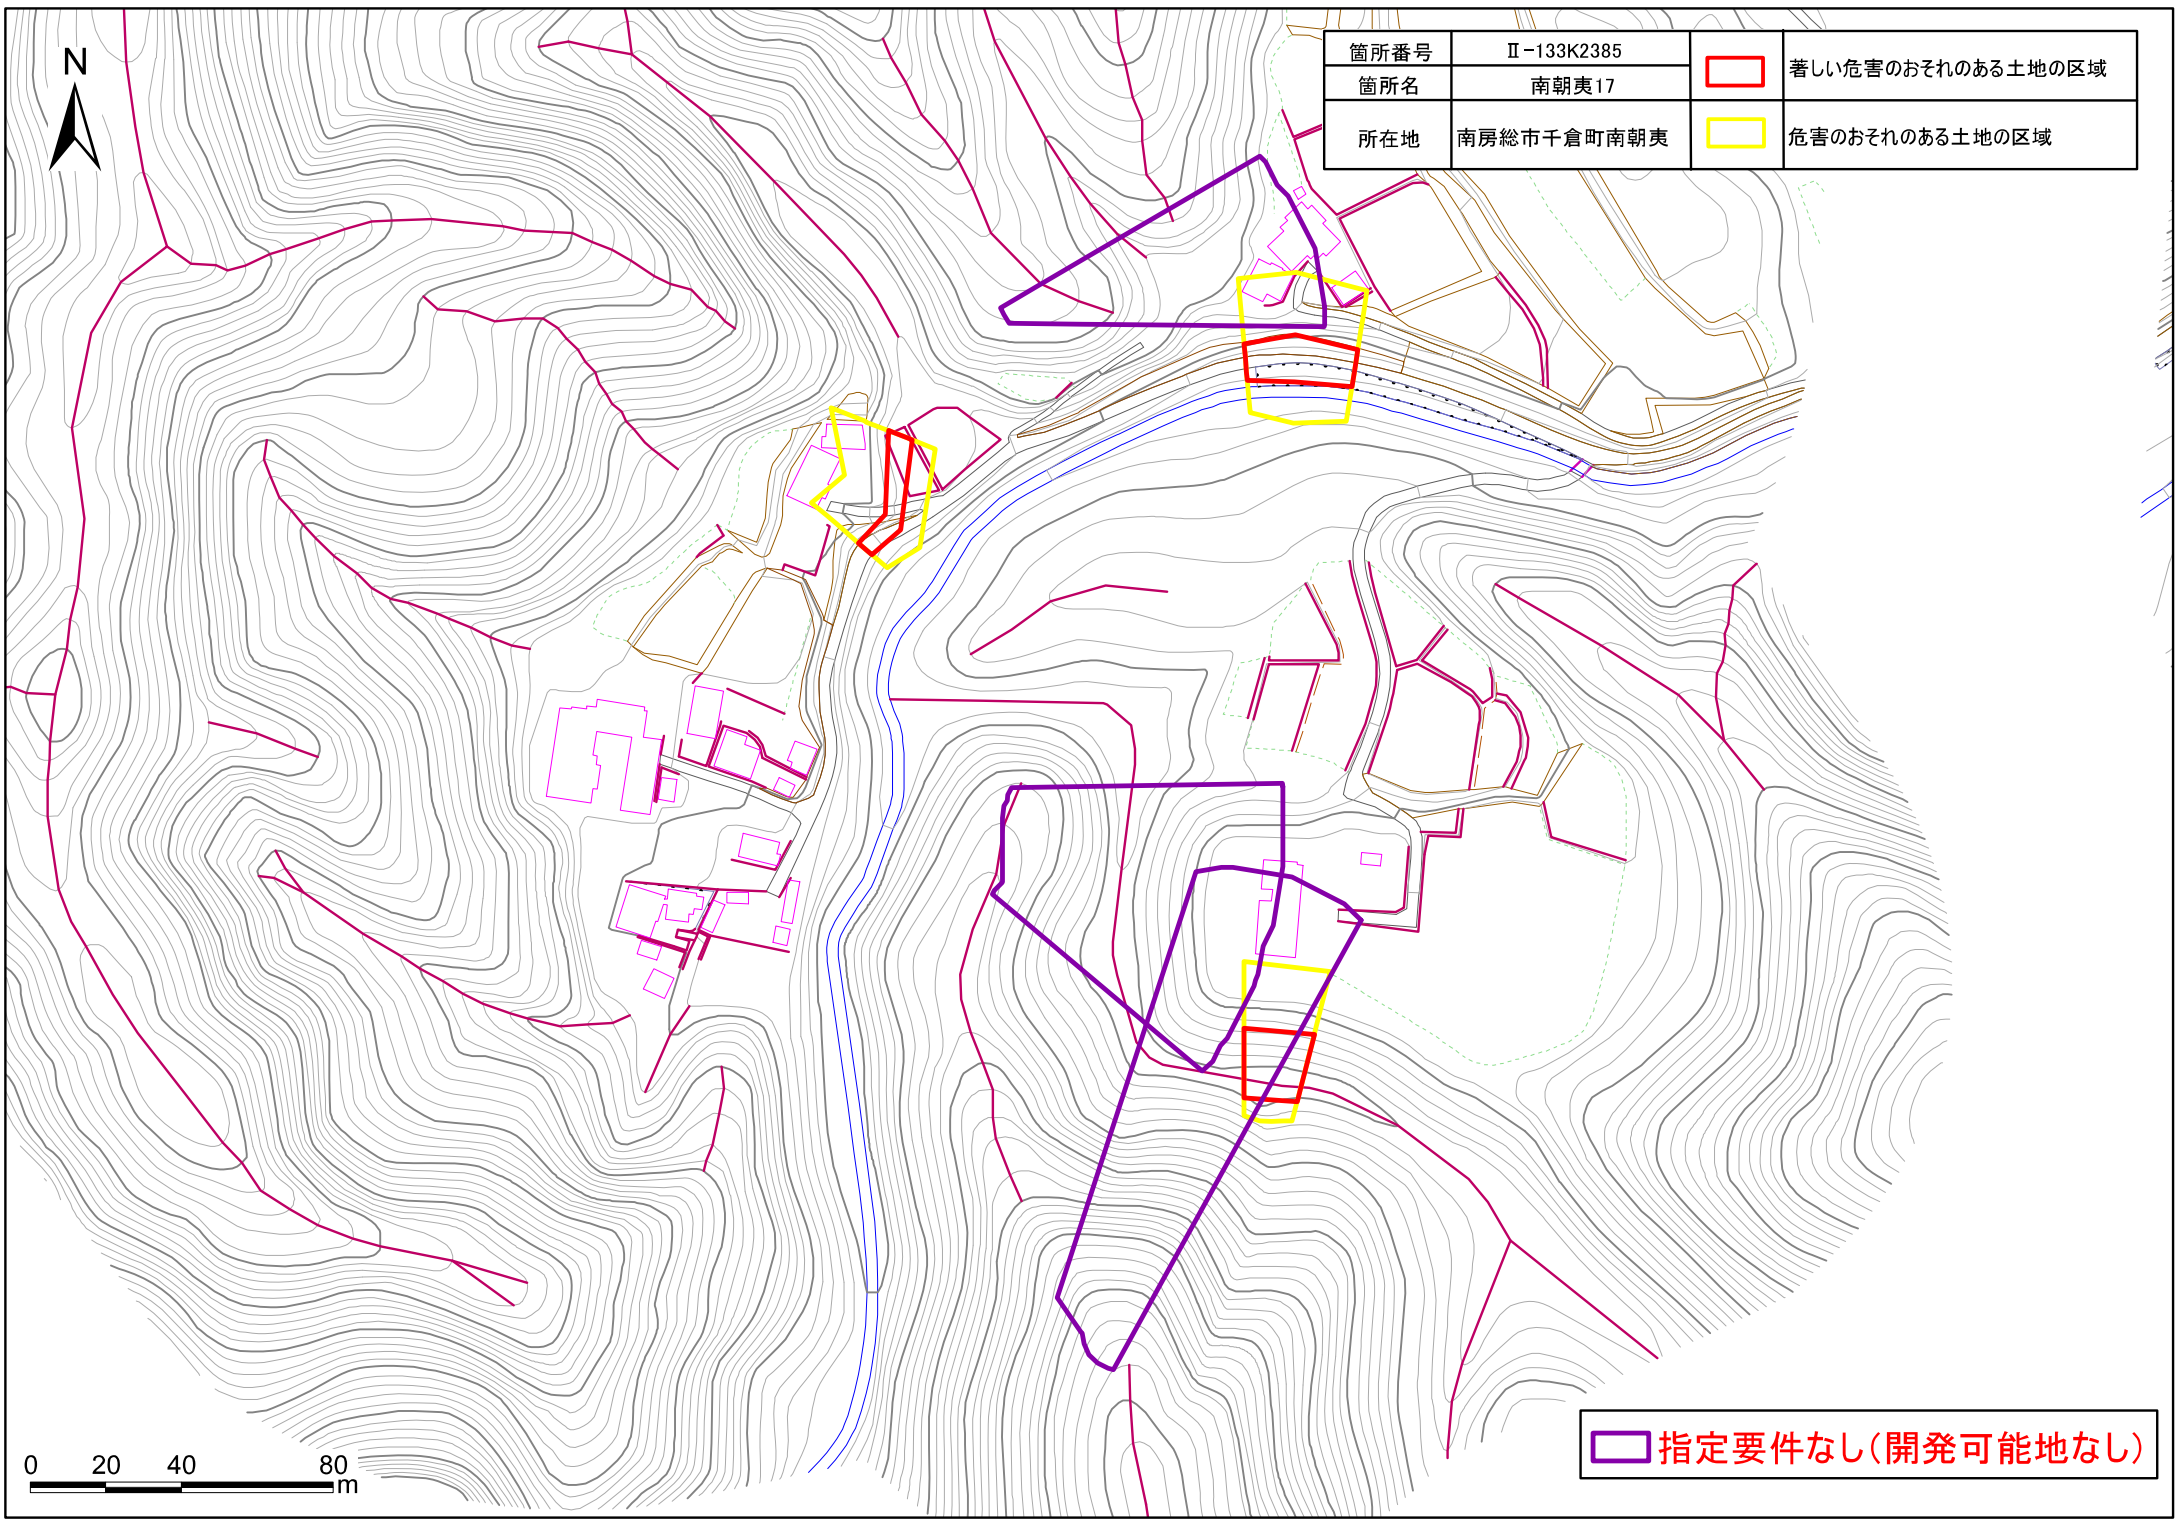 N
箇所番号 Ⅱ-133K2385 著しい危害のおそれのある土地の区域
箇所名 南朝夷17
所在地 南房総市千倉町南朝夷 危害のおそれのある土地の区域
0 20 40 80
m
指定要件なし(開発可能地なし)